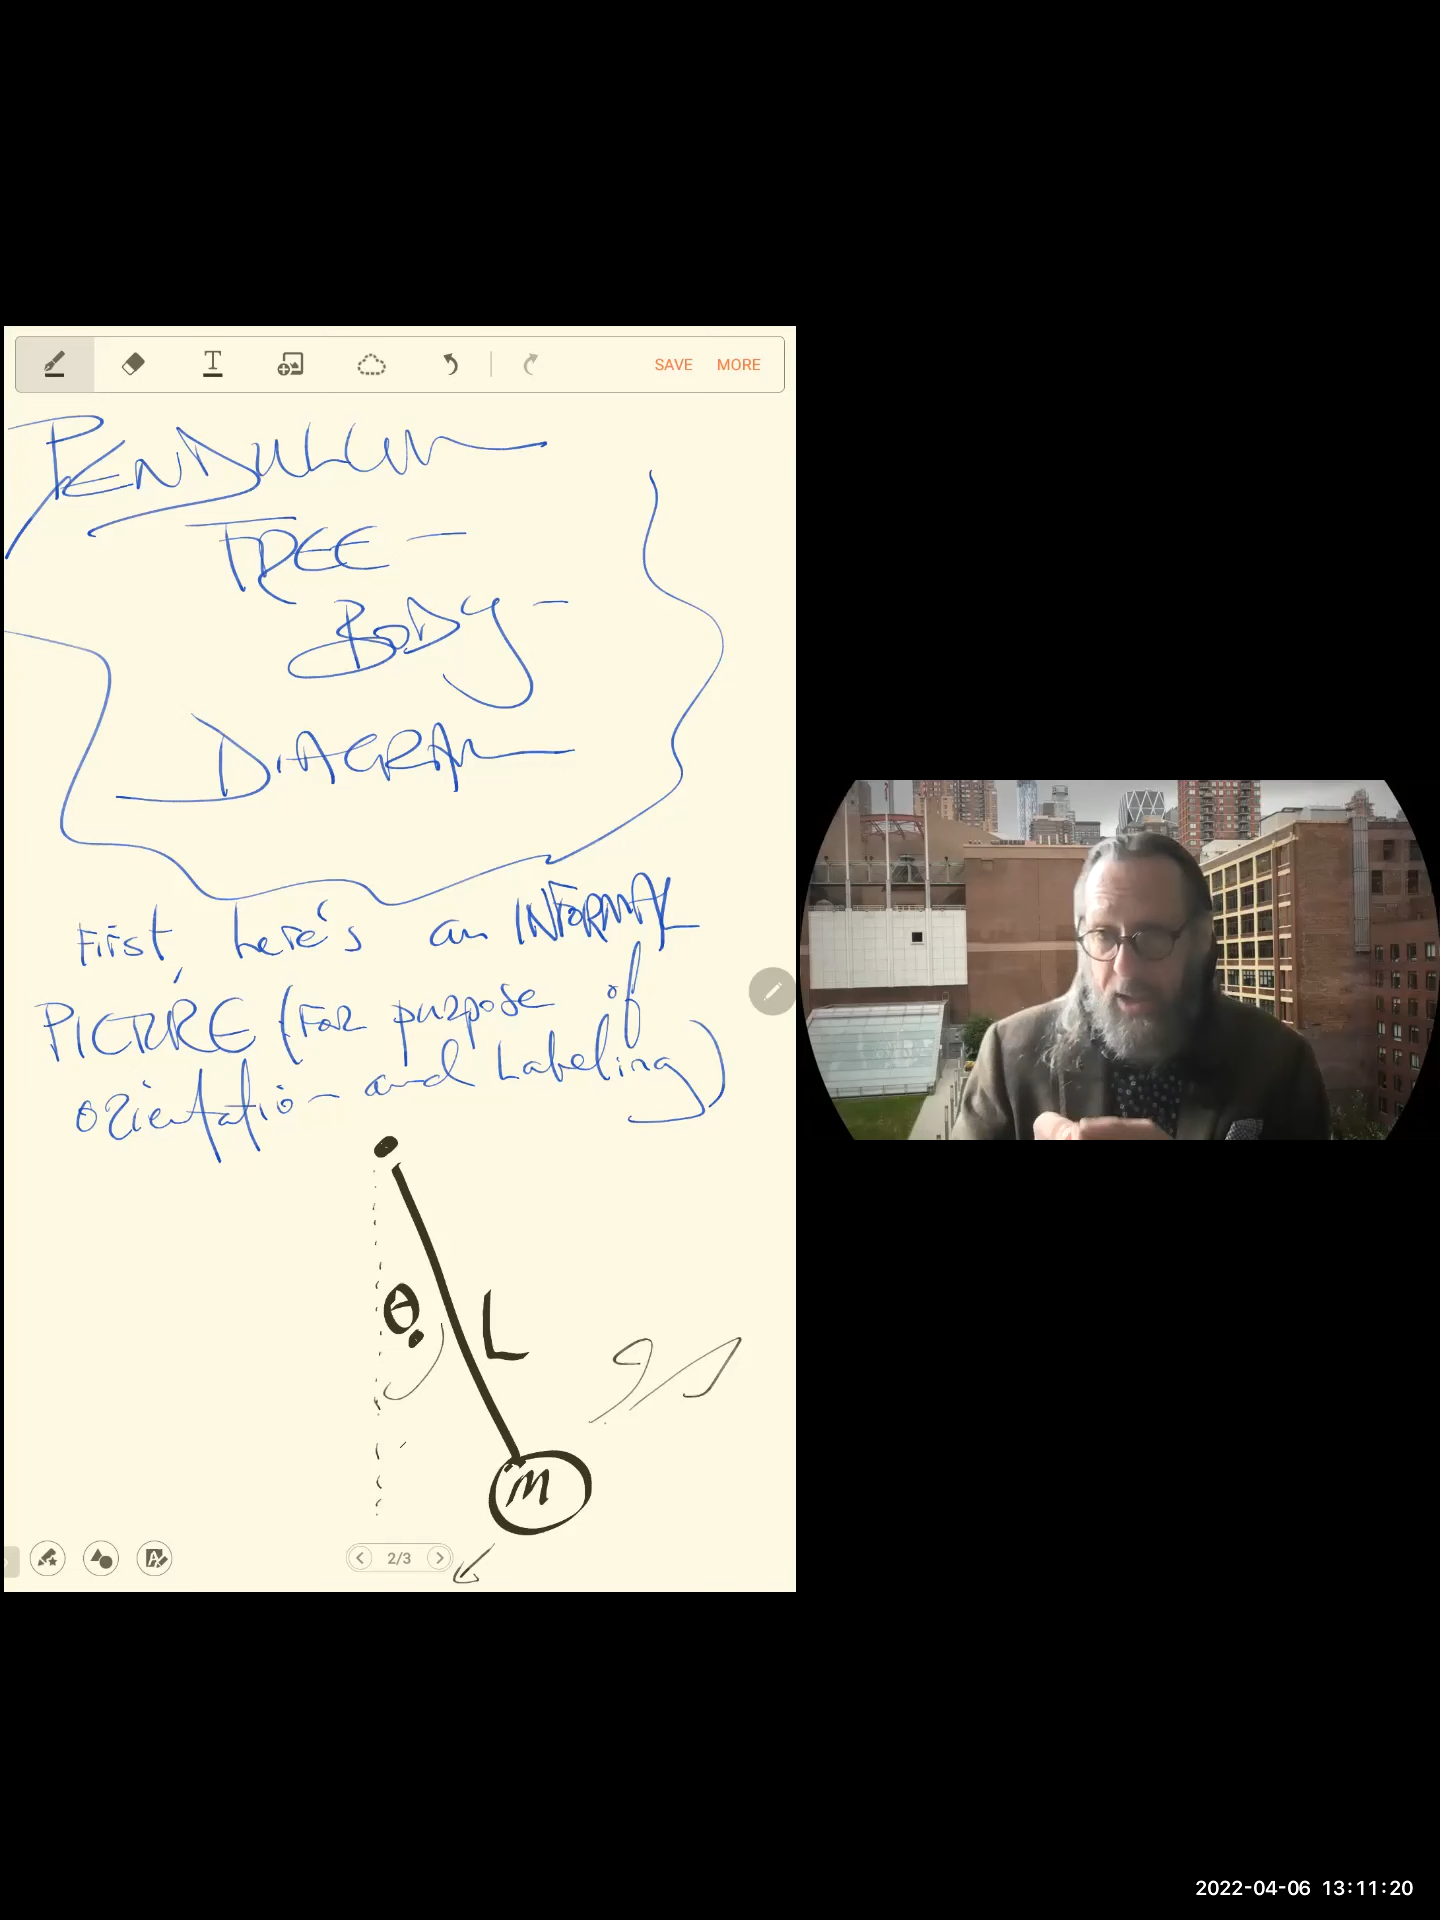 T
SAVE MORE
PENDULUM
FREE-
BODY-
DIAGRAM
First, here's an INFORMAL
PICTURE (FOR purpose of
orientation and Labeling)
θ
L
m
2/3
A
2022-04-06 13:11:20